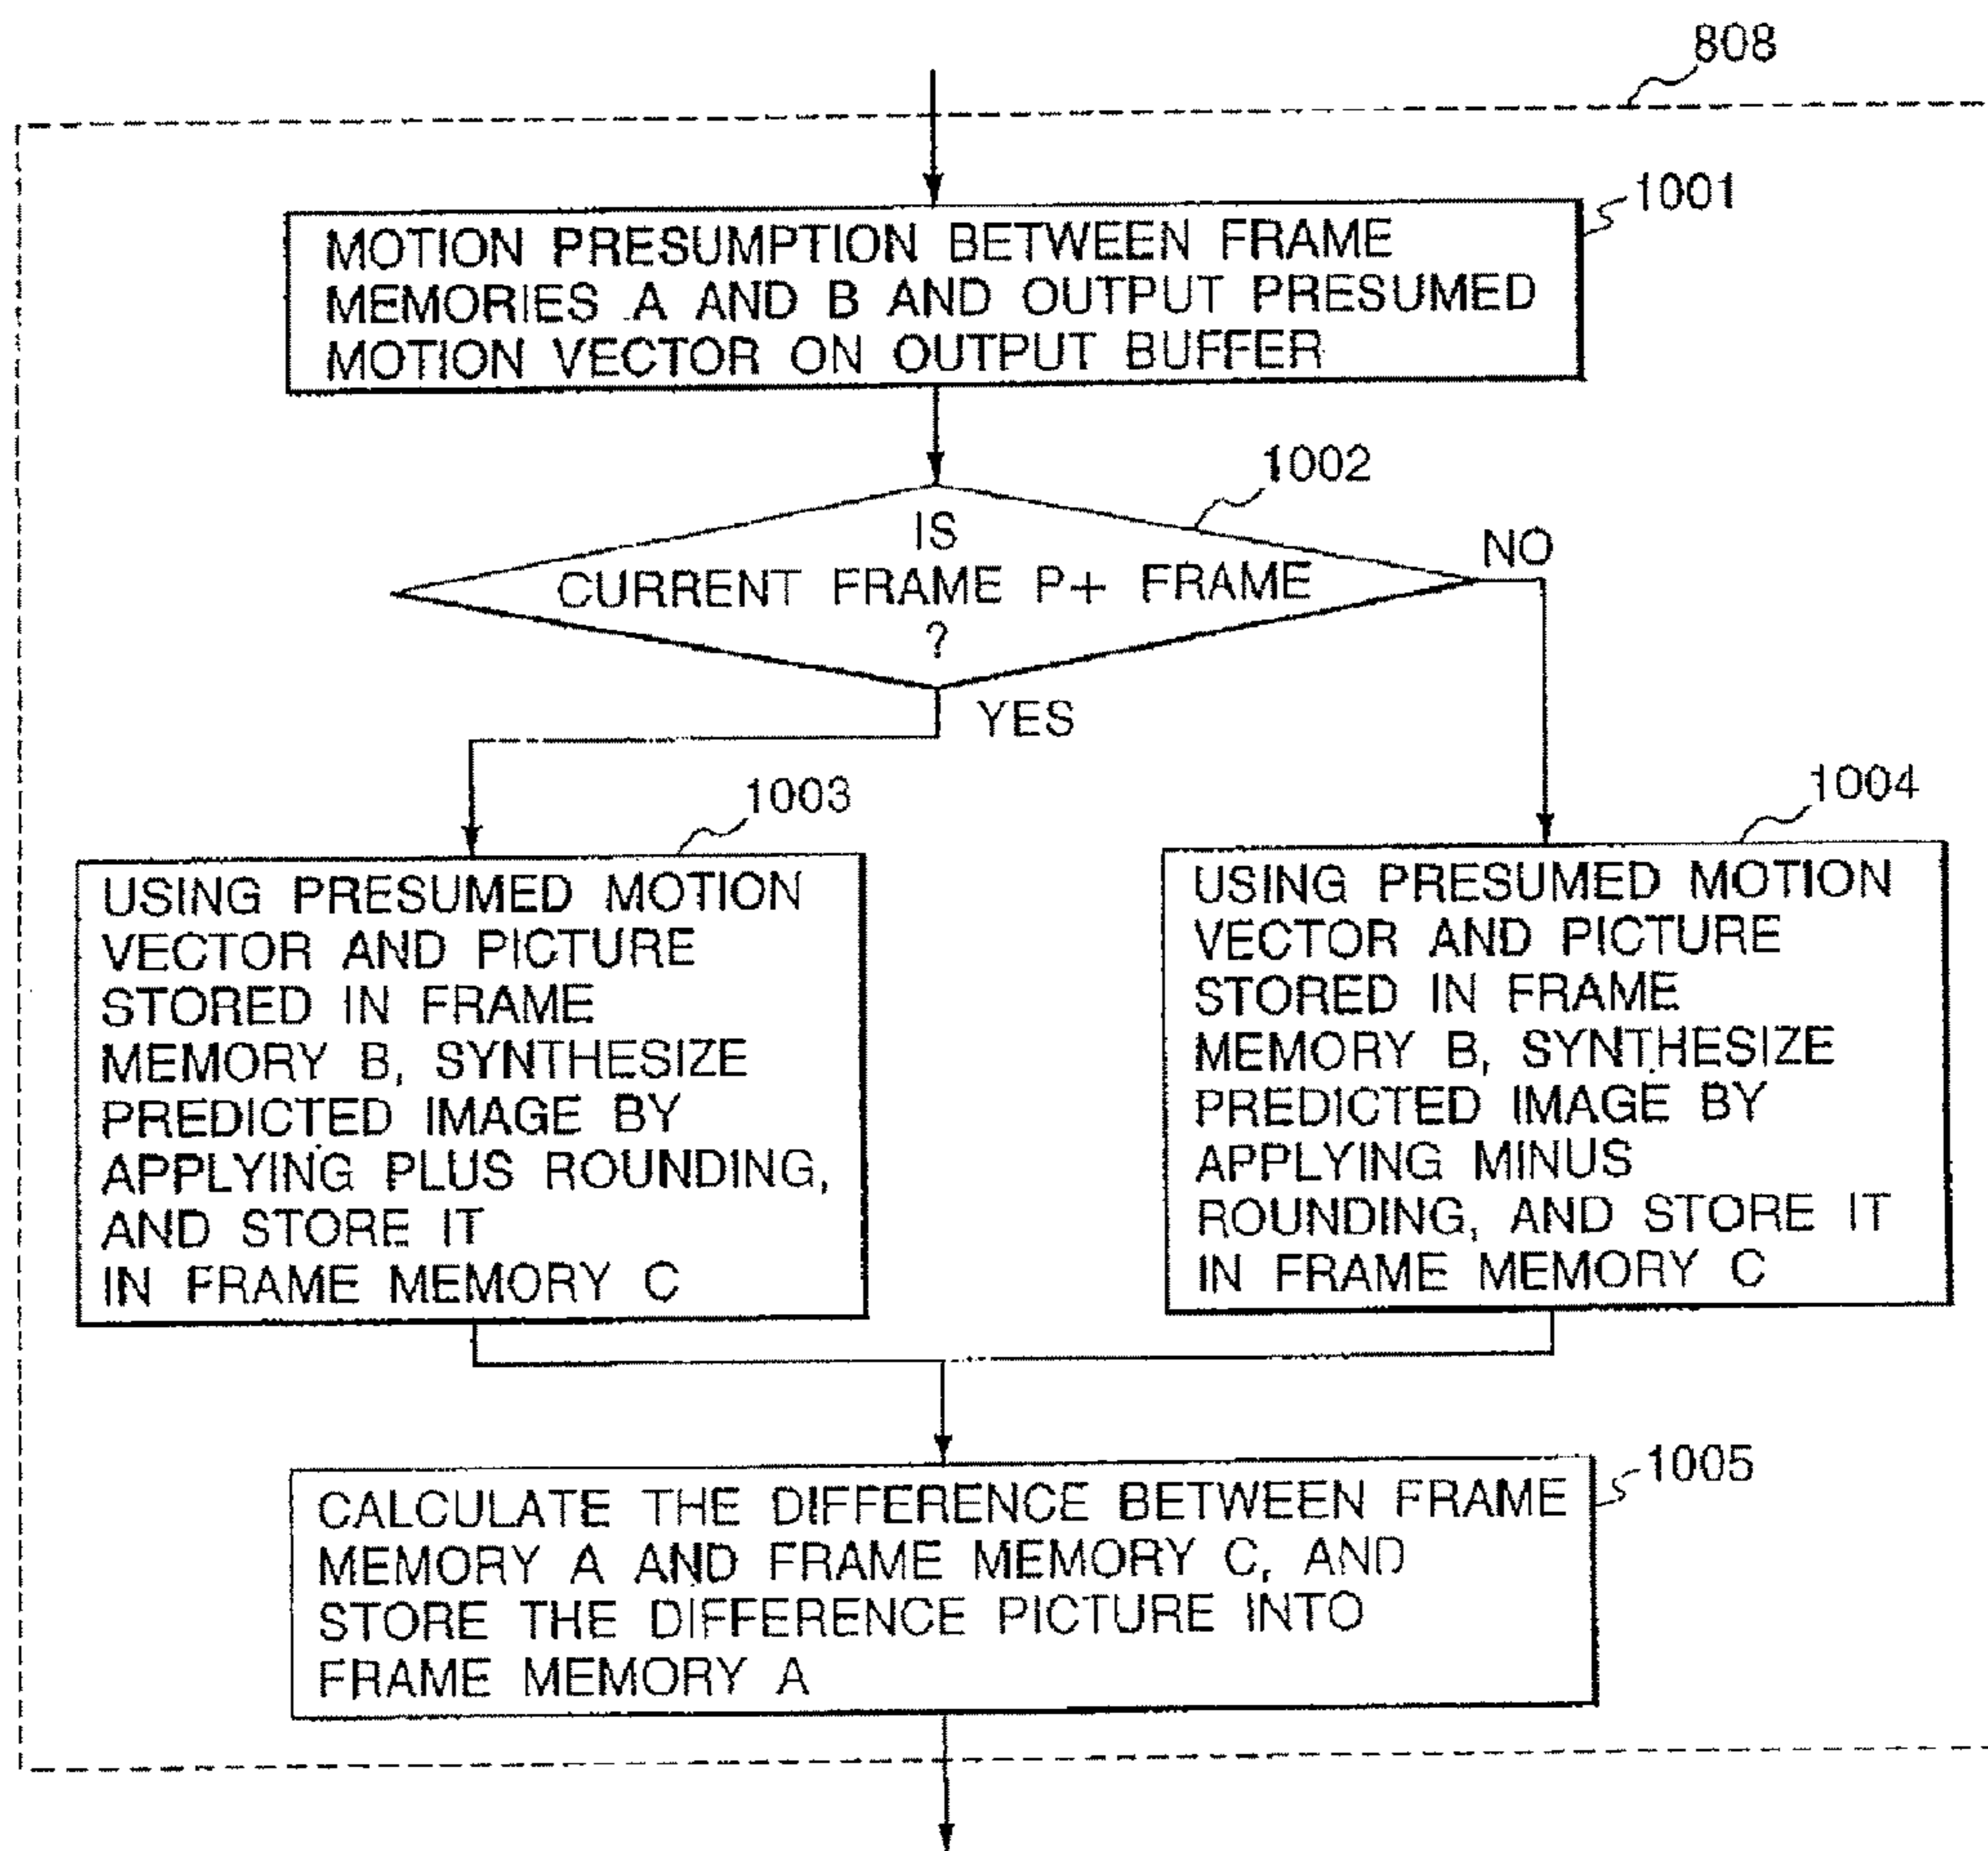 808
1001
MOTION PRESUMPTION BETWEEN FRAME
MEMORIES A AND B AND OUTPUT PRESUMED
MOTION VECTOR ON OUTPUT BUFFER
1002
IS
CURRENT FRAME P+ FRAME
?
NO
YES
1003
USING PRESUMED MOTION
VECTOR AND PICTURE
STORED IN FRAME
MEMORY B, SYNTHESIZE
PREDICTED IMAGE BY
APPLYING PLUS ROUNDING,
AND STORE IT
IN FRAME MEMORY C
1004
USING PRESUMED MOTION
VECTOR AND PICTURE
STORED IN FRAME
MEMORY B, SYNTHESIZE
PREDICTED IMAGE BY
APPLYING MINUS
ROUNDING, AND STORE IT
IN FRAME MEMORY C
1005
CALCULATE THE DIFFERENCE BETWEEN FRAME
MEMORY A AND FRAME MEMORY C, AND
STORE THE DIFFERENCE PICTURE INTO
FRAME MEMORY A